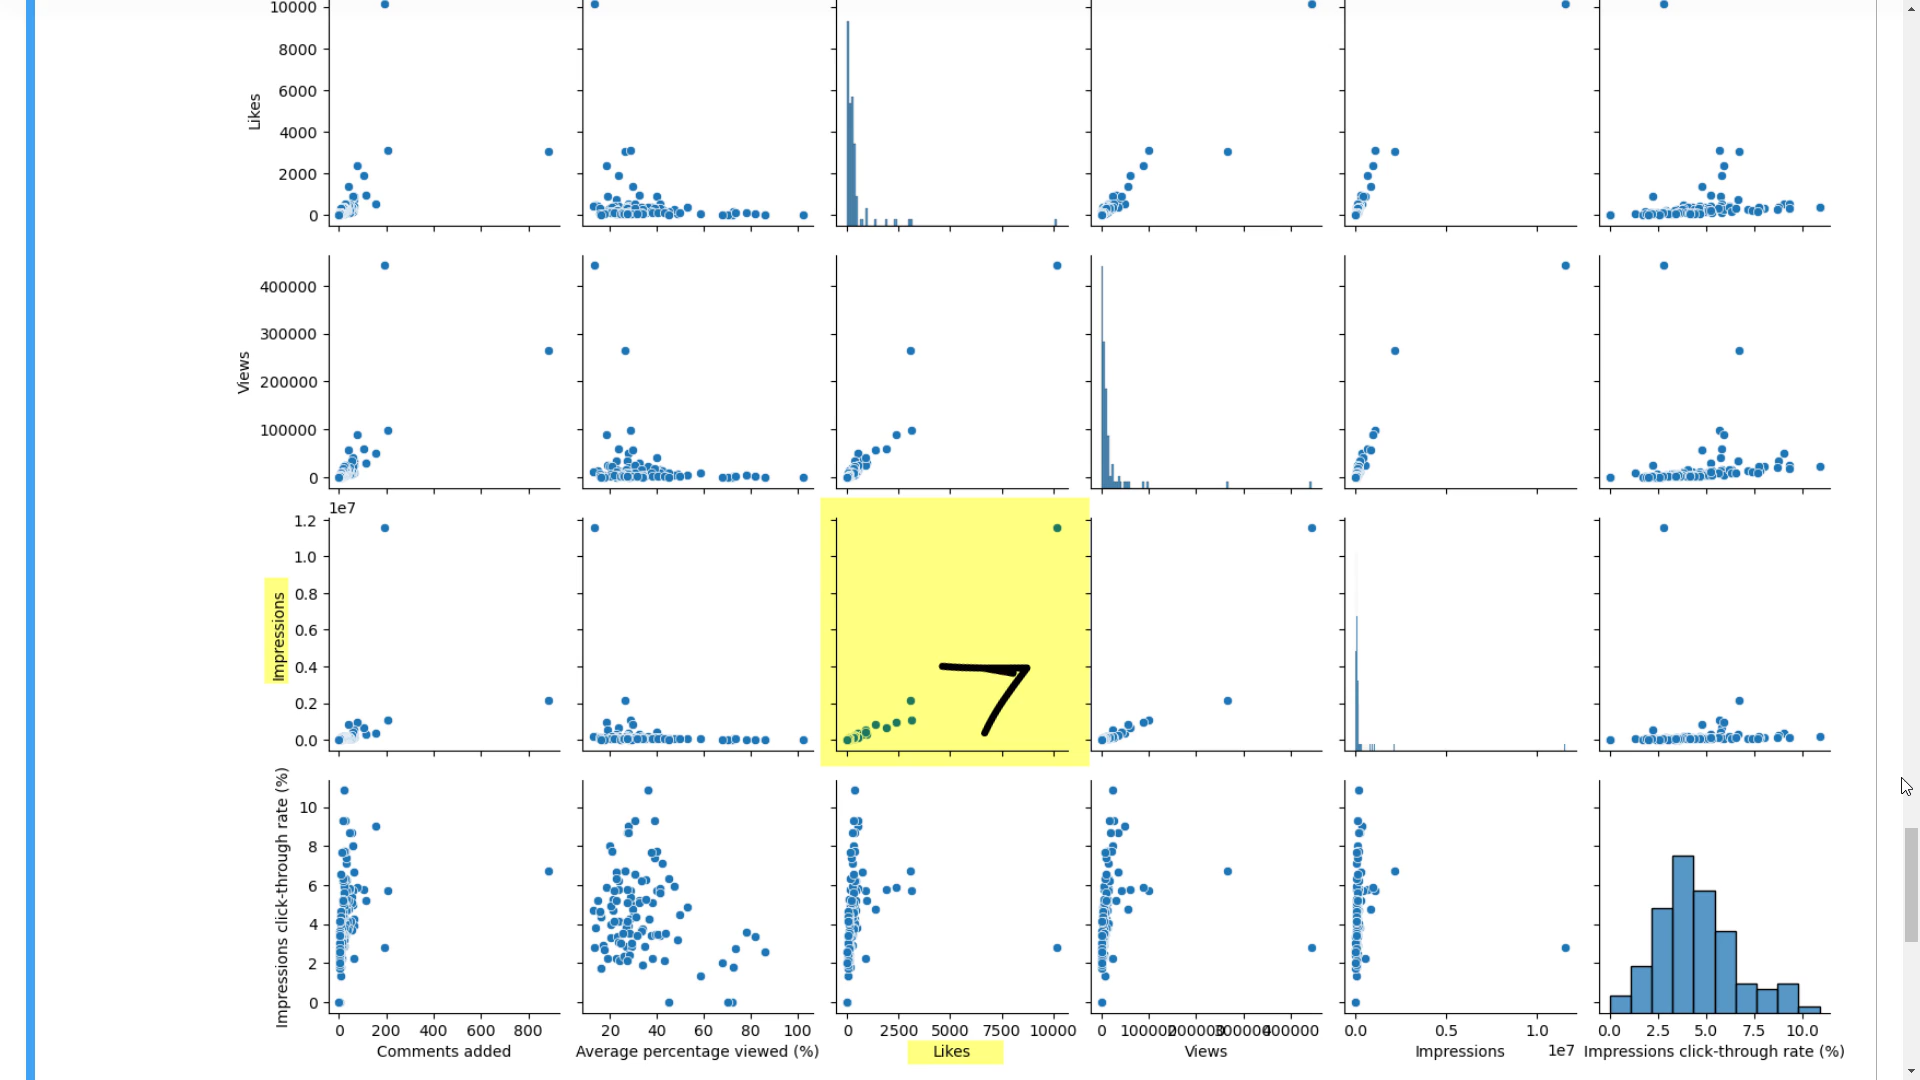 10000
8000
6000
4000
2000
0
Likes
400000
300000
200000
100000
0
Views
1e7
1.2
1.0
0.8
0.6
0.4
0.2
0.0
Impressions
7
10
8
6
4
2
0
Impressions click-through rate (%)
0 200 400 600 800
20 40 60 80 100
0 2500 5000 7500 10000
0 100000 200000 300000 400000
0.0 0.5 1.0
1e7
0.0 2.5 5.0 7.5 10.0
Comments added
Average percentage viewed (%)
Likes
Views
Impressions
Impressions click-through rate (%)